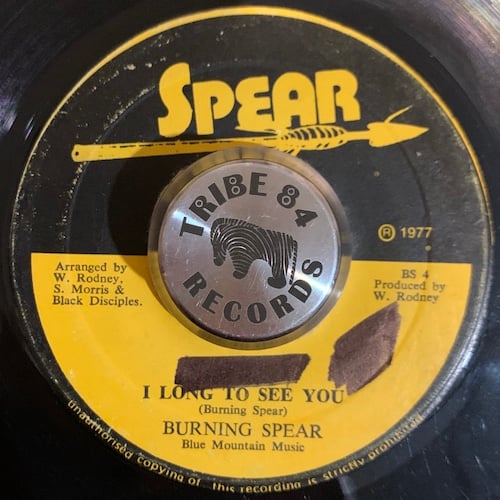 SPEAR
TRIBE 84
RECORDS
℗ 1977
Arranged by
W. Rodney,
S. Morris &
Black Disciples.
BS 4
Produced by
W. Rodney
I LONG TO SEE YOU
(Burning Spear)
BURNING SPEAR
Blue Mountain Music
unauthorised copying of this recording is strictly prohibited